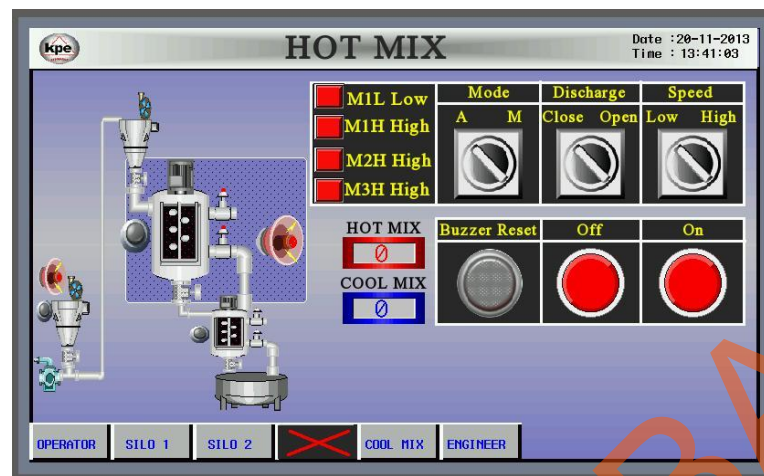 kpe
HOT MIX
Date :20-11-2013
Time : 13:41:03
M1L Low
M1H High
M2H High
M3H High
Mode
A M
Discharge
Close Open
Speed
Low High
HOT MIX
0
COOL MIX
0
Buzzer Reset
Off
On
OPERATOR
SILO 1
SILO 2
COOL MIX
ENGINEER